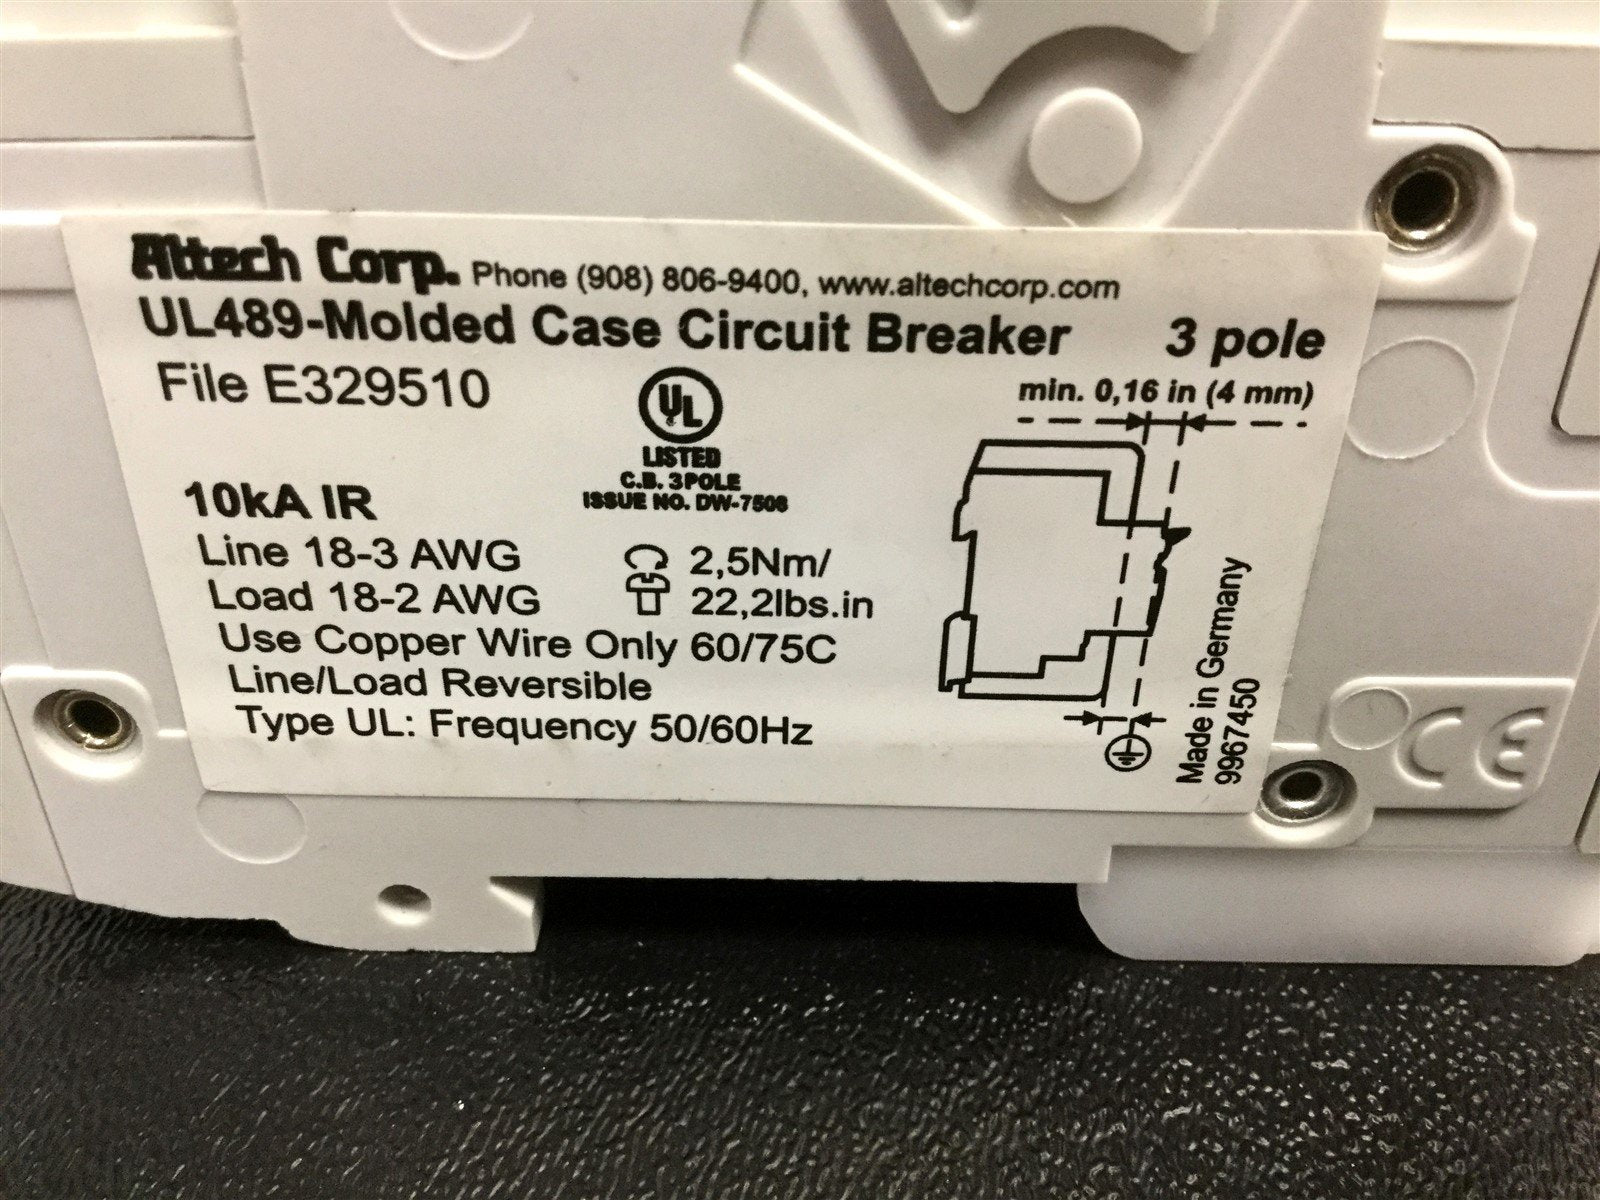 Altech Corp. Phone (908) 806-9400, www.altechcorp.com
UL489-Molded Case Circuit Breaker 3 pole
File E329510
min. 0,16 in (4 mm)
UL
LISTED
C.B. 3POLE
ISSUE NO. DW-7506
10kA IR
Line 18-3 AWG
Load 18-2 AWG
2,5Nm/
22,2lbs.in
Use Copper Wire Only 60/75C
Line/Load Reversible
Type UL: Frequency 50/60Hz
Made in Germany
9967450
CE